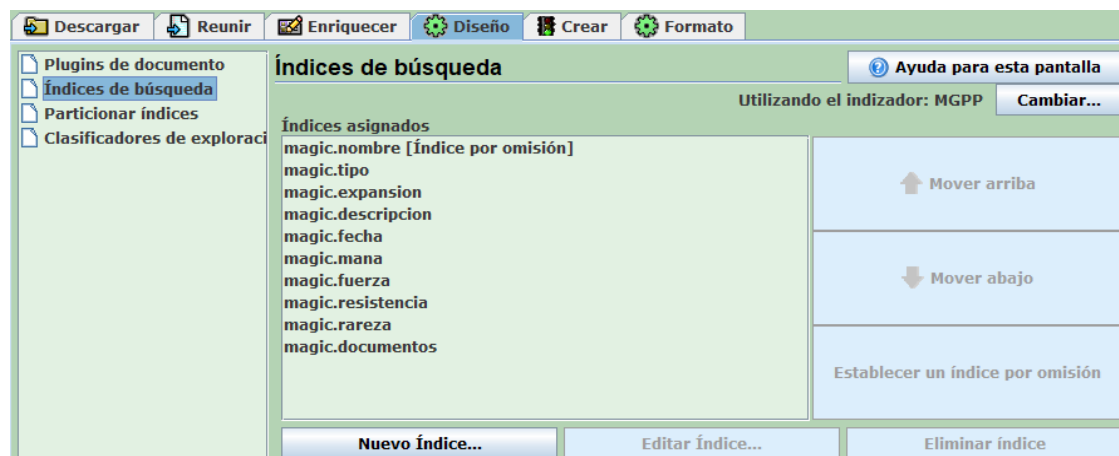 Descargar Reunir Enriquecer Diseño Crear Formato
Plugins de documento
Índices de búsqueda
Particionar índices
Clasificadores de exploraci
Índices de búsqueda
Ayuda para esta pantalla
Utilizando el indizador: MGPP Cambiar...
Índices asignados
magic.nombre [Índice por omisión]
magic.tipo
magic.expansion
magic.descripcion
magic.fecha
magic.mana
magic.fuerza
magic.resistencia
magic.rareza
magic.documentos
Mover arriba
Mover abajo
Establecer un índice por omisión
Nuevo Índice... Editar Índice... Eliminar índice